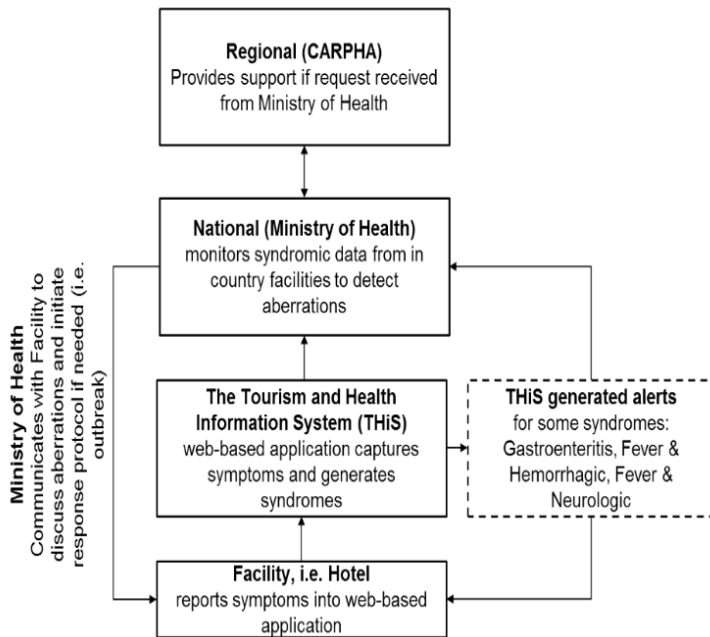 Regional (CARPHA)
Provides support if request received
from Ministry of Health
National (Ministry of Health)
monitors syndromic data from in
country facilities to detect
aberrations
Ministry of Health
Communicates with Facility to
discuss aberrations and initiate
response protocol if needed (i.e.
outbreak)
The Tourism and Health
Information System (THiS)
web-based application captures
symptoms and generates
syndromes
THiS generated alerts
for some syndromes:
Gastroenteritis, Fever &
Hemorrhagic, Fever &
Neurologic
Facility, i.e. Hotel
reports symptoms into web-based
application